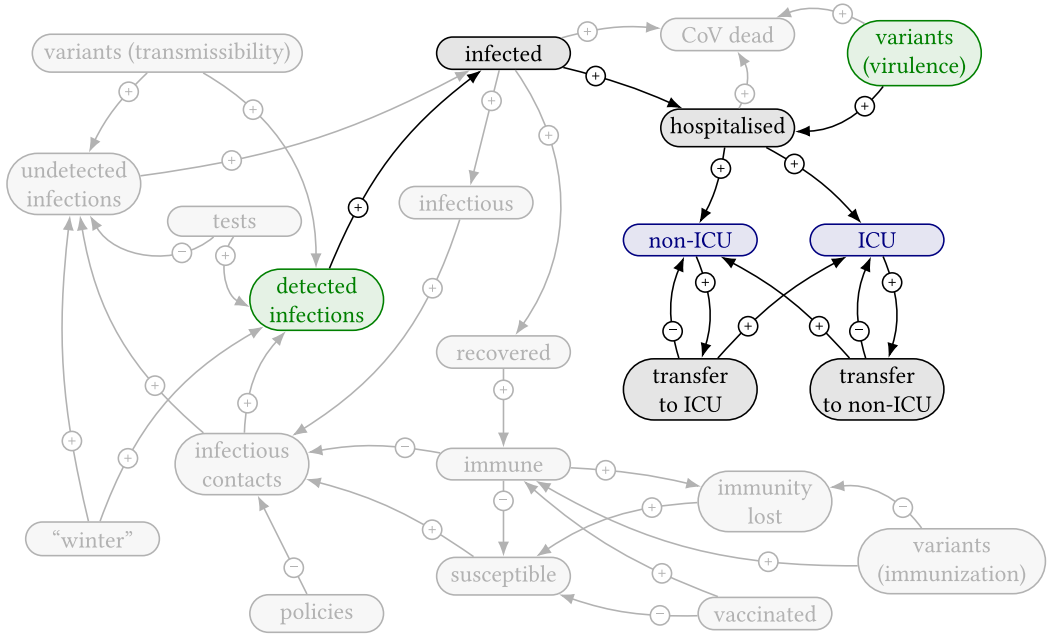 variants (transmissibility)
infected
+
CoV dead
+
variants
(virulence)
+
+
+
+
+
hospitalised
+
undetected
infections
+
+
+
+
infectious
tests
−
+
+
non-ICU
ICU
detected
infections
+
+
+
−
+
+
−
recovered
transfer
to ICU
transfer
to non-ICU
+
+
+
infectious
contacts
−
immune
+
+
+
−
immunity
lost
+
−
“winter”
+
variants
(immunization)
+
−
susceptible
+
policies
−
vaccinated